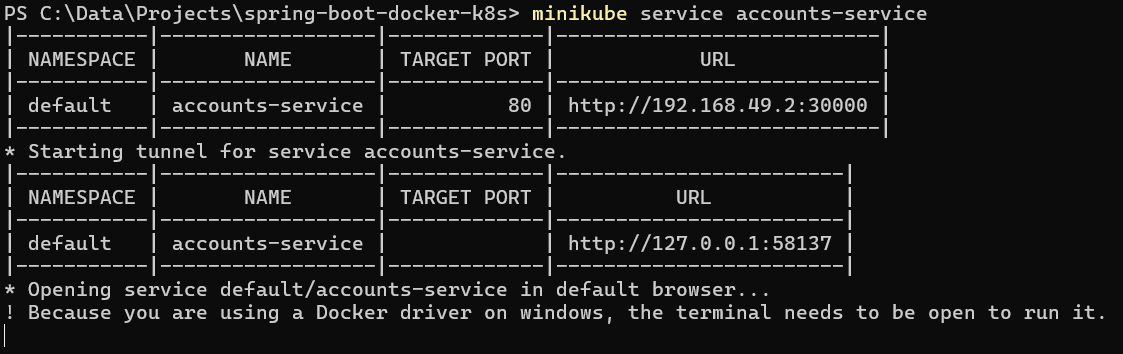 PS C:\Data\Projects\spring-boot-docker-k8s> minikube service accounts-service
|-----------|------------------|-------------|---------------------------|
| NAMESPACE |       NAME       | TARGET PORT |            URL            |
|-----------|------------------|-------------|---------------------------|
| default   | accounts-service |          80 | http://192.168.49.2:30000 |
|-----------|------------------|-------------|---------------------------|
* Starting tunnel for service accounts-service.
|-----------|------------------|-------------|------------------------|
| NAMESPACE |       NAME       | TARGET PORT |          URL           |
|-----------|------------------|-------------|------------------------|
| default   | accounts-service |             | http://127.0.0.1:58137 |
|-----------|------------------|-------------|------------------------|
* Opening service default/accounts-service in default browser...
! Because you are using a Docker driver on windows, the terminal needs to be open to run it.